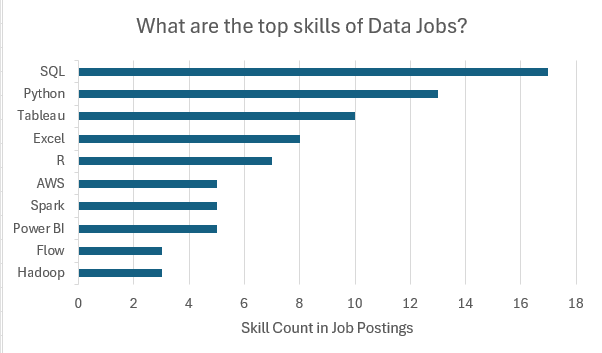 What are the top skills of Data Jobs?
SQL
Python
Tableau
Excel
R
AWS
Spark
Power BI
Flow
Hadoop
0 2 4 6 8 10 12 14 16 18
Skill Count in Job Postings